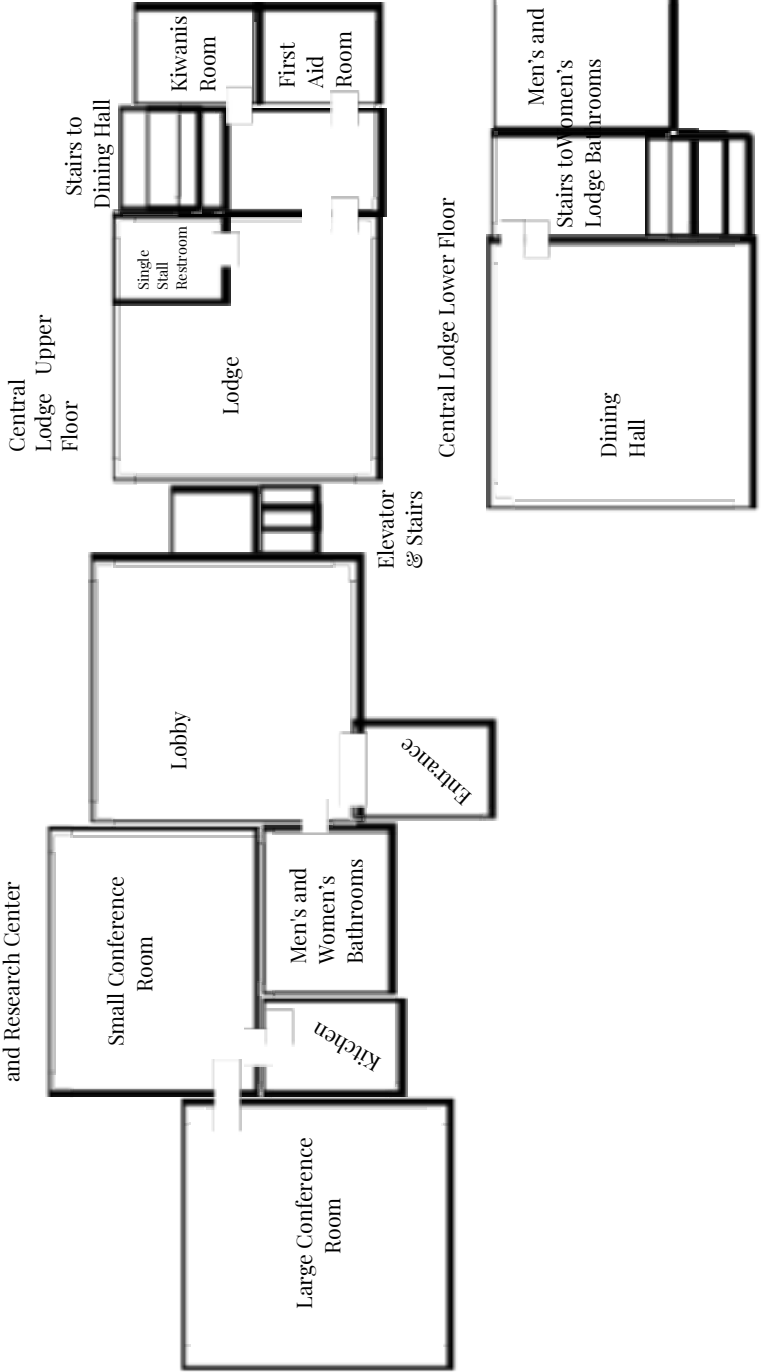 and Research Center
Large Conference
Room
Small Conference
Room
Kitchen
Men's and
Women's
Bathrooms
Lobby
Entrance
Elevator
& Stairs
Central
Lodge Upper
Floor
Lodge
Single
Stall
Restroom
Stairs to
Dining Hall
Kiwanis
Room
First
Aid
Room
Central Lodge Lower Floor
Dining
Hall
Stairs to
Lodge
Men's and
Women's
Bathrooms